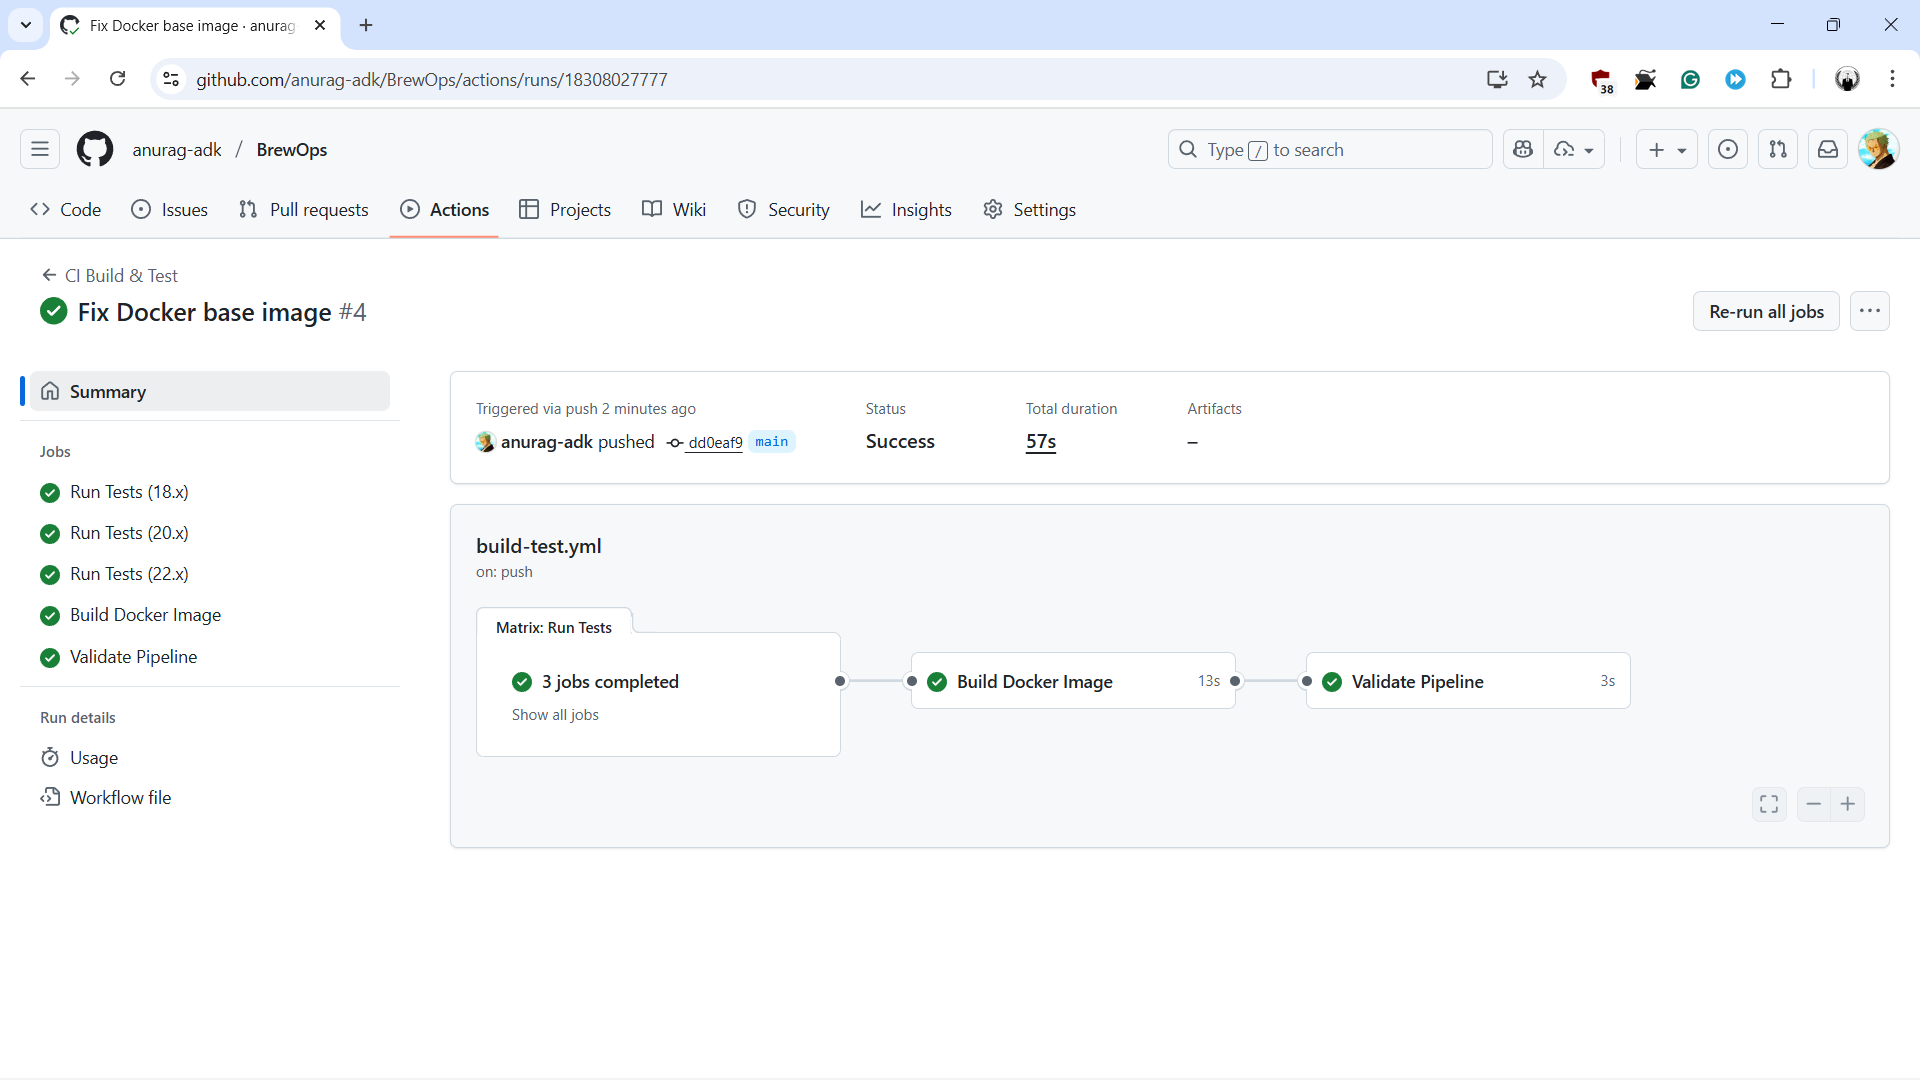 Fix Docker base image · anurag
github.com/anurag-adk/BrewOps/actions/runs/18308027777
38
anurag-adk / BrewOps
Type / to search
Code
Issues
Pull requests
Actions
Projects
Wiki
Security
Insights
Settings
CI Build & Test
Fix Docker base image #4
Re-run all jobs
Summary
Jobs
Run Tests (18.x)
Run Tests (20.x)
Run Tests (22.x)
Build Docker Image
Validate Pipeline
Run details
Usage
Workflow file
Triggered via push 2 minutes ago
anurag-adk pushed dd0eaf9 main
Status
Success
Total duration
57s
Artifacts
–
build-test.yml
on: push
Matrix: Run Tests
3 jobs completed
Show all jobs
Build Docker Image 13s
Validate Pipeline 3s